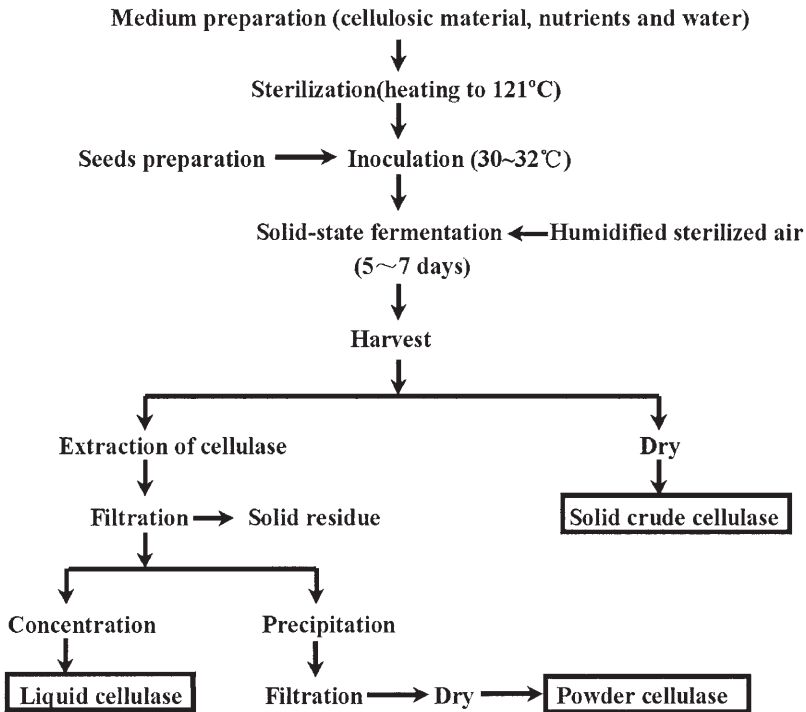 Medium preparation (cellulosic material, nutrients and water)
Sterilization(heating to 121°C)
Seeds preparation
Inoculation (30~32℃)
Solid-state fermentation
Humidified sterilized air
(5～7 days)
Harvest
Extraction of cellulase
Dry
Filtration
Solid residue
Solid crude cellulase
Concentration
Precipitation
Liquid cellulase
Filtration
Dry
Powder cellulase